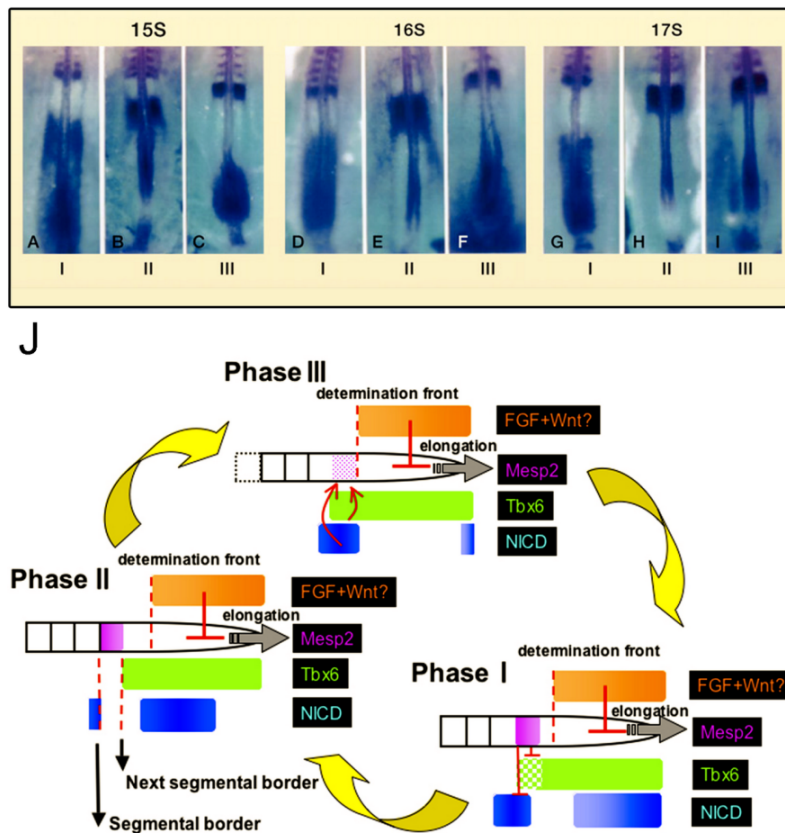 15S 16S 17S
A B C D E F G H I
I II III I II III I II III
J
Phase III
determination front
FGF+Wnt?
elongation
Mesp2
Tbx6
NICD
Phase II
determination front
FGF+Wnt?
elongation
Mesp2
Tbx6
NICD
Next segmental border
Segmental border
Phase I
determination front
FGF+Wnt?
elongation
Mesp2
Tbx6
NICD